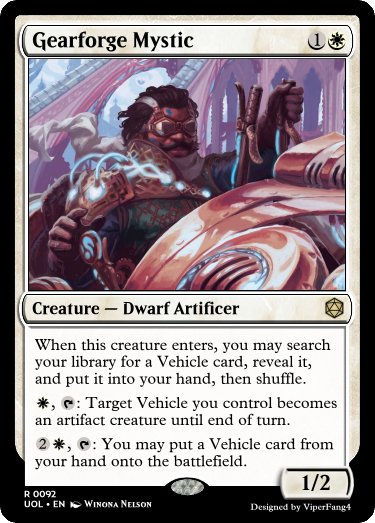 Gearforge Mystic 1
Creature — Dwarf Artificer
When this creature enters, you may search
your library for a Vehicle card, reveal it,
and put it into your hand, then shuffle.
, : Target Vehicle you control becomes
an artifact creature until end of turn.
2 , : You may put a Vehicle card from
your hand onto the battlefield.
1/2
R 0092
UOL • EN Winona Nelson
Designed by ViperFang4